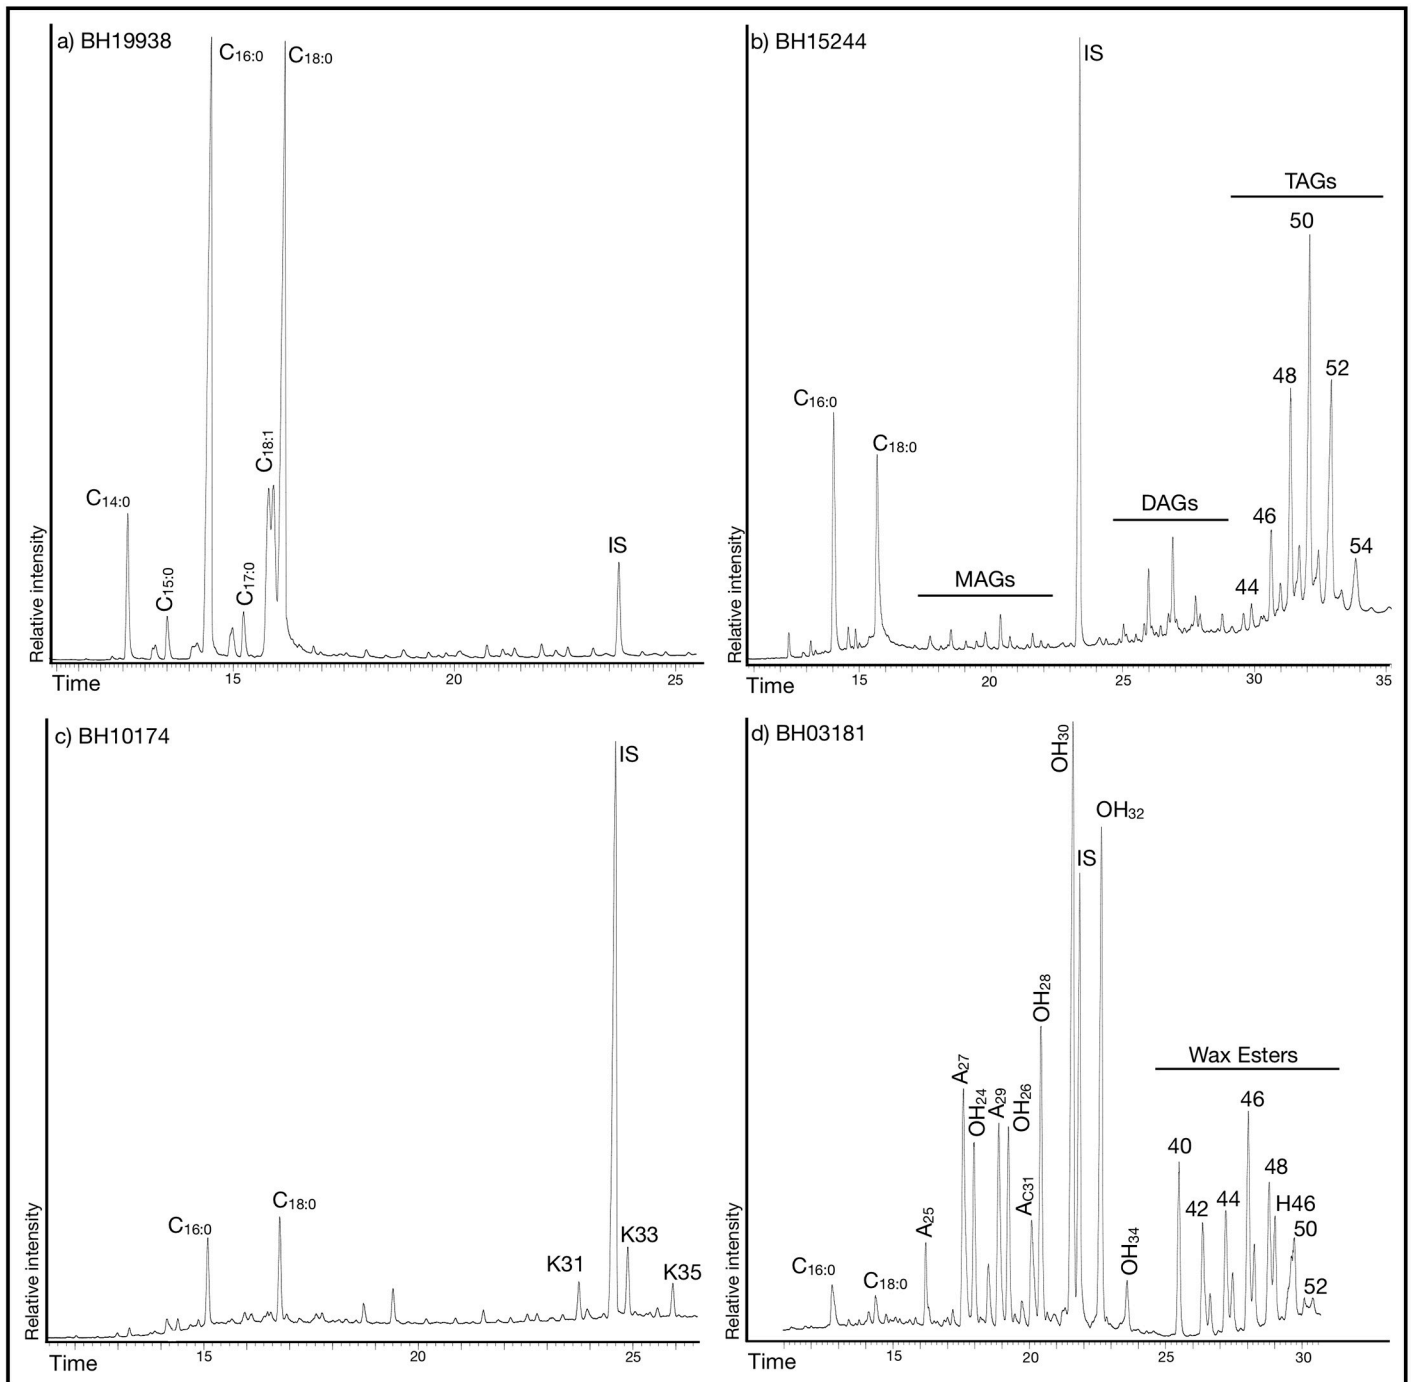 a) BH19938
C16:0
C18:0
C18:1
C14:0
C15:0
C17:0
IS
Relative intensity
Time
15
20
25
b) BH15244
IS
TAGs
50
48
52
C16:0
C18:0
DAGs
46
54
MAGs
44
Relative intensity
Time
15
20
25
30
35
c) BH10174
IS
C16:0
C18:0
K31
K33
K35
Relative intensity
Time
15
20
25
d) BH03181
OH30
OH32
IS
OH28
A27
OH24
A29
OH26
Wax Esters
46
40
48
42
44
H46
50
52
AC31
A25
OH34
C16:0
C18:0
Relative intensity
Time
15
20
25
30